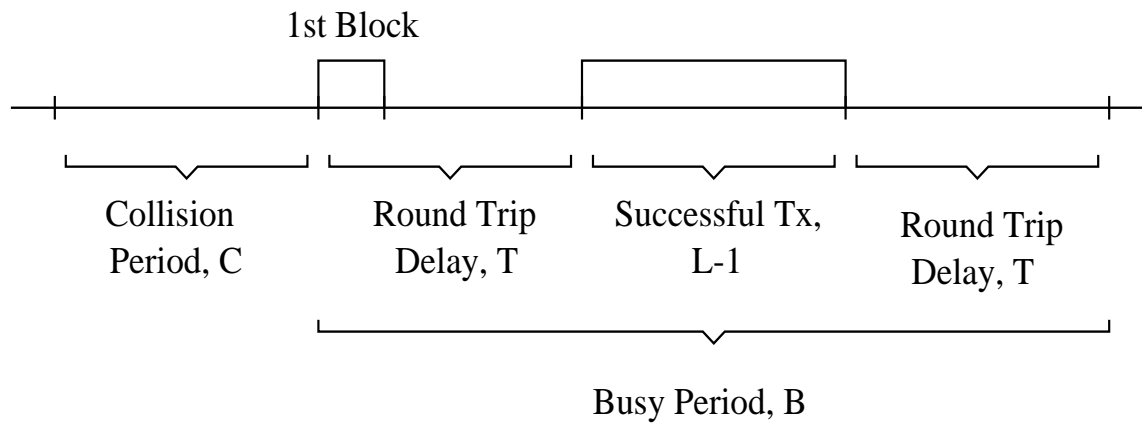 1st Block
Collision
Period, C
Round Trip
Delay, T
Successful Tx,
L-1
Round Trip
Delay, T
Busy Period, B